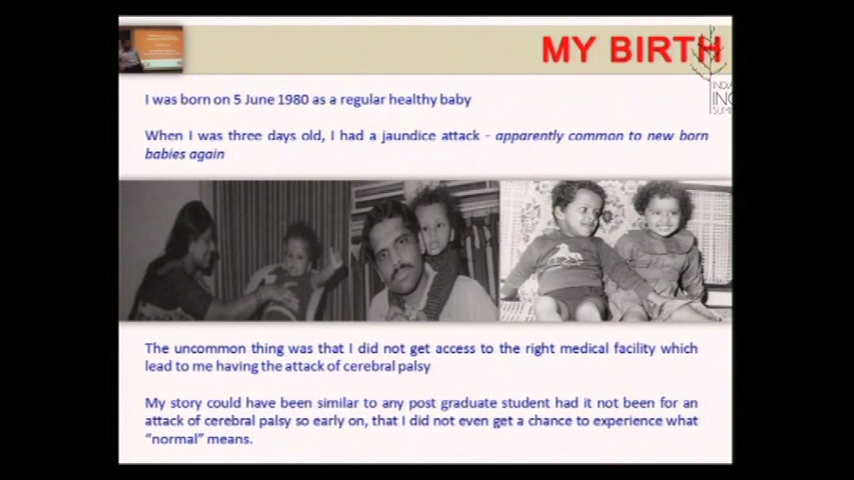 MY BIRTH
I was born on 5 June 1980 as a regular healthy baby
When I was three days old, I had a jaundice attack - apparently common to new born
babies again
The uncommon thing was that I did not get access to the right medical facility which
lead to me having the attack of cerebral palsy
My story could have been similar to any post graduate student had it not been for an
attack of cerebral palsy so early on, that I did not even get a chance to experience what
“normal” means.